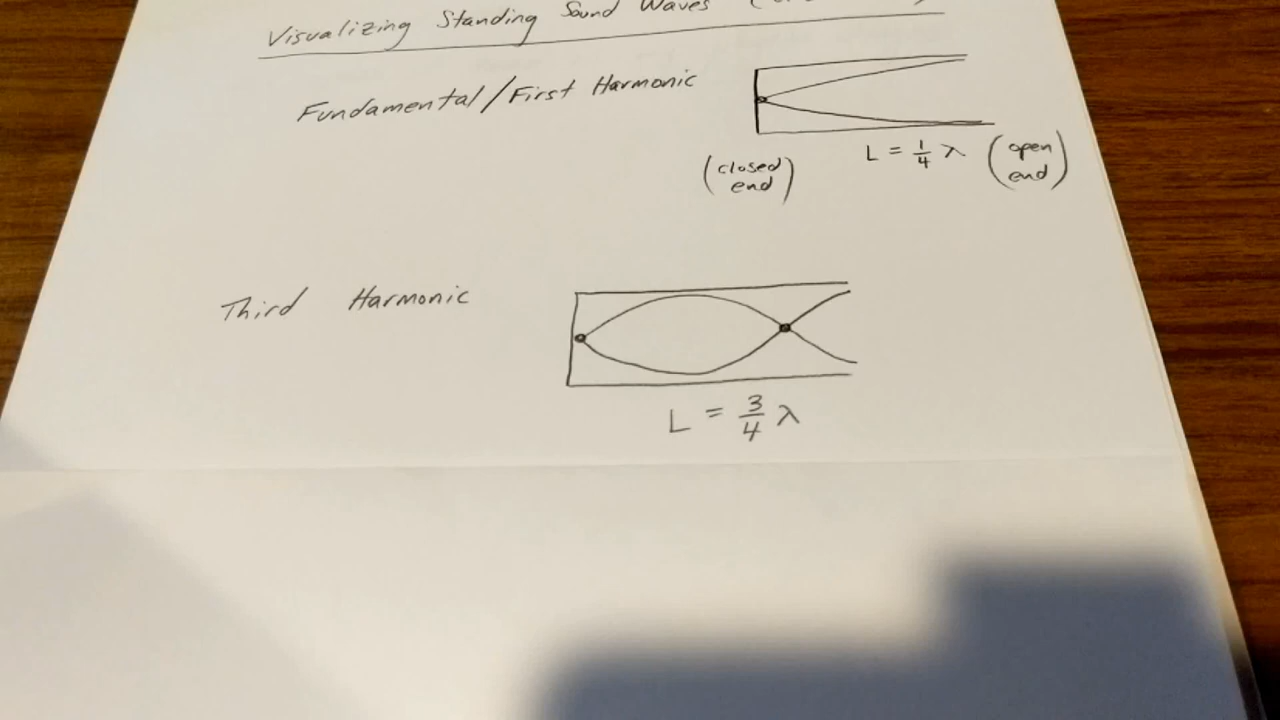 Visualizing Standing Sound Waves (
Fundamental/First Harmonic
(closed end)
L = 1/4 λ
(open end)
Third Harmonic
L = 3/4 λ